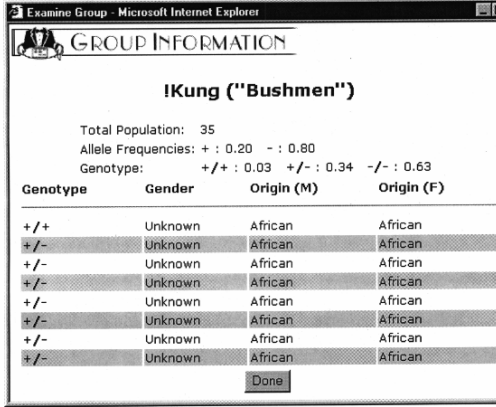 Examine Group - Microsoft Internet Explorer
GROUP INFORMATION
!Kung ("Bushmen")
Total Population: 35
Allele Frequencies: + : 0.20 - : 0.80
Genotype: +/+ : 0.03 +/- : 0.34 -/- : 0.63
Genotype Gender Origin (M) Origin (F)
+/+ Unknown African African
+/- Unknown African African
+/- Unknown African African
+/- Unknown African African
+/- Unknown African African
+/- Unknown African African
+/- Unknown African African
+/- Unknown African African
Done